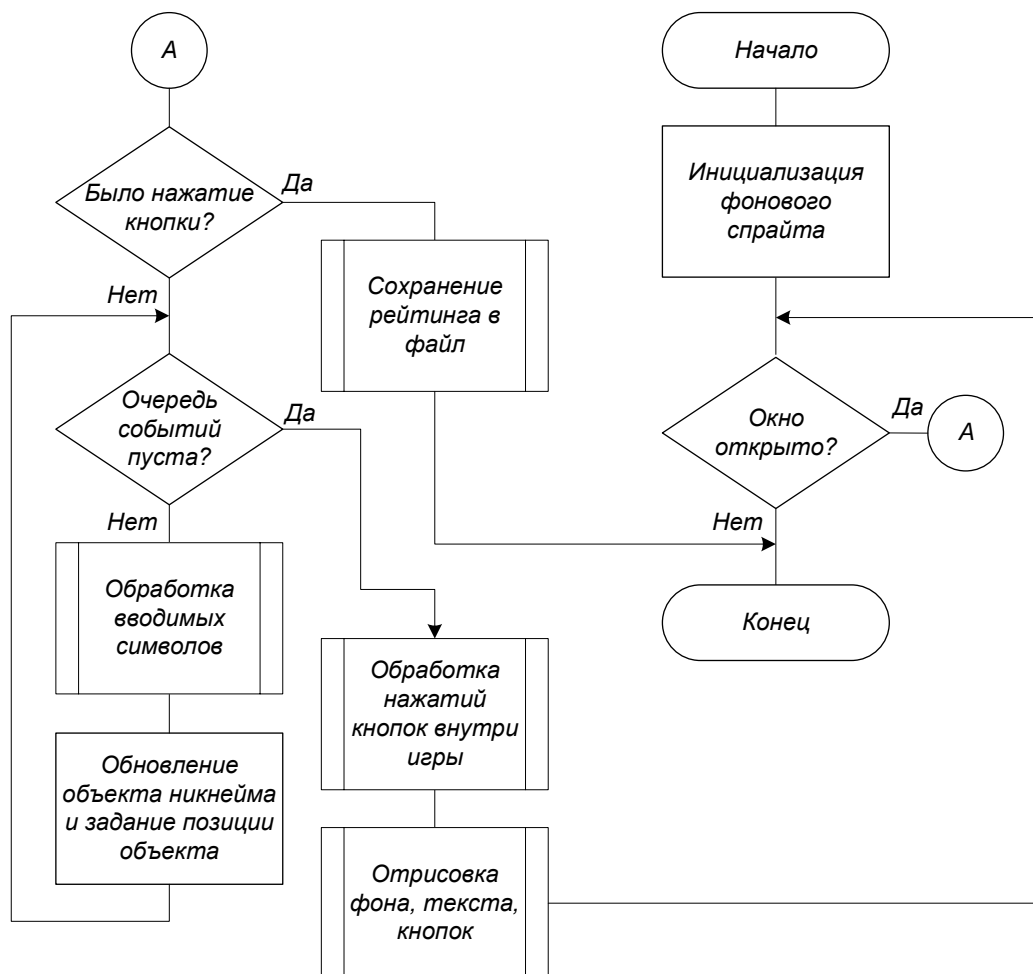 А
Было нажатие
кнопки?
Да
Нет
Сохранение
рейтинга в
файл
Очередь
событий
пуста?
Да
Нет
Обработка
вводимых
символов
Обновление
объекта никнейма
и задание позиции
объекта
Обработка
нажатий
кнопок внутри
игры
Отрисовка
фона, текста,
кнопок
Начало
Инициализация
фонового
спрайта
Окно
открыто?
Да
А
Нет
Конец